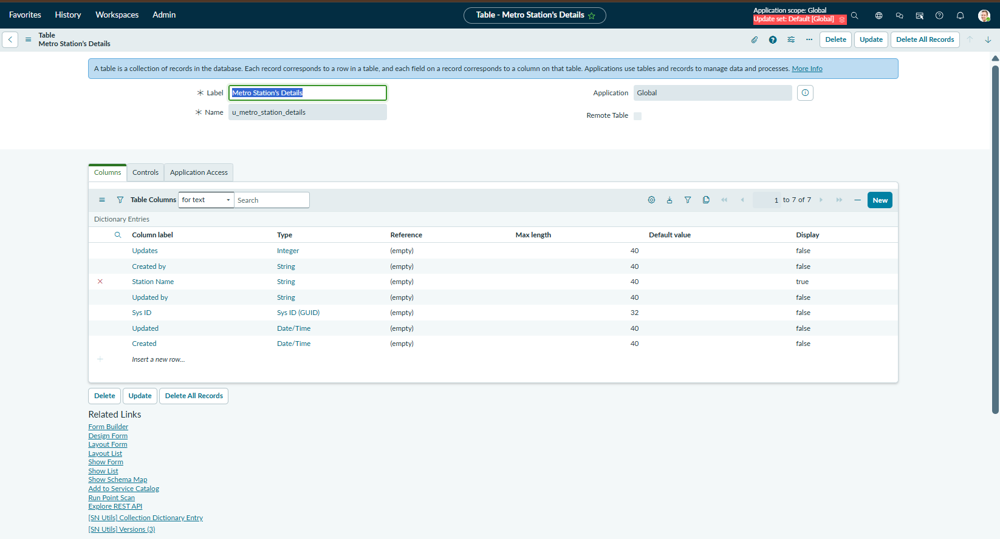 Favorites History Workspaces Admin
Table - Metro Station's Details
Application scope: Global
Update set: Default [Global]
Table
Metro Station's Details
Delete Update Delete All Records
A table is a collection of records in the database. Each record corresponds to a row in a table, and each field on a record corresponds to a column on that table. Applications use tables and records to manage data and processes. More Info
Label Metro Station's Details
Application Global
Name u_metro_station_details
Remote Table
Columns Controls Application Access
Table Columns for text Search 1 to 7 of 7 New
Dictionary Entries
Column label Type Reference Max length Default value Display
Updates Integer (empty) 40 false
Created by String (empty) 40 false
Station Name String (empty) 40 true
Updated by String (empty) 40 false
Sys ID Sys ID (GUID) (empty) 32 false
Updated Date/Time (empty) 40 false
Created Date/Time (empty) 40 false
Insert a new row...
Delete Update Delete All Records
Related Links
Form Builder
Design Form
Layout Form
Layout List
Show Form
Show List
Show Schema Map
Add to Service Catalog
Run Point Scan
Explore REST API
[SN Utils] Collection Dictionary Entry
[SN Utils] Versions (3)